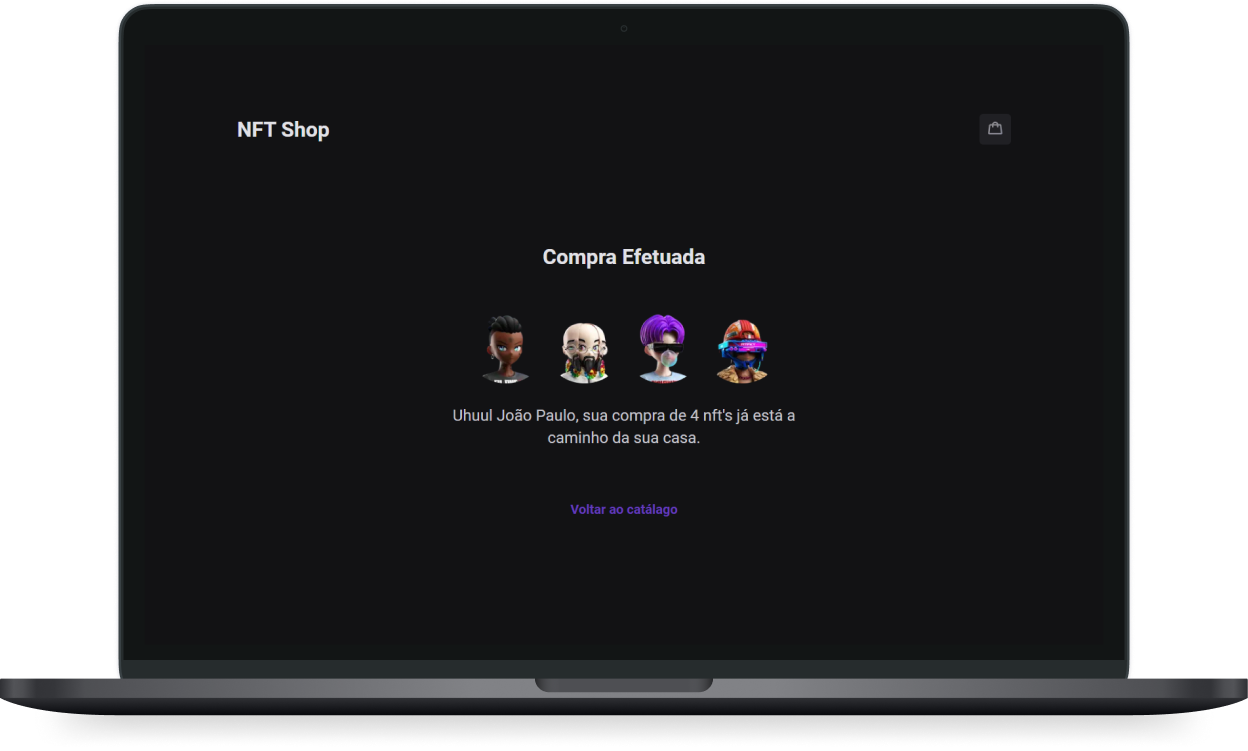 NFT Shop
Compra Efetuada
Uhuul João Paulo, sua compra de 4 nft's já está a
caminho da sua casa.
Voltar ao catálago